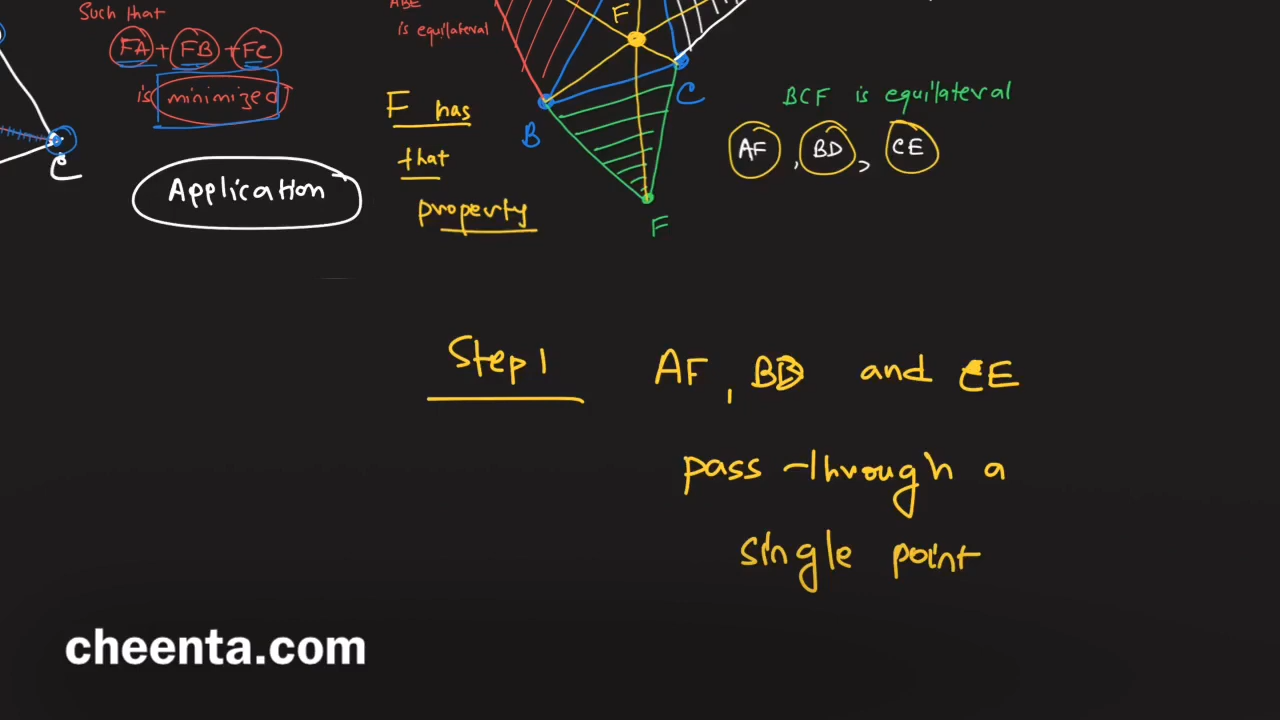 Such that
FA + FB + FC
is minimized
C
Application
ABE
is equilateral
F has
that
property
F
B
C
F
BCF is equilateral
AF, BD, CE
Step 1
AF, BD and CE
pass through a
single point
cheenta.com